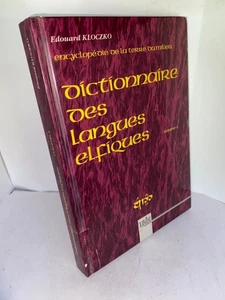 Edouard KLOCZKO
encyclopédie de la terre du milieu
dictionnaire
des
langues
elfiques